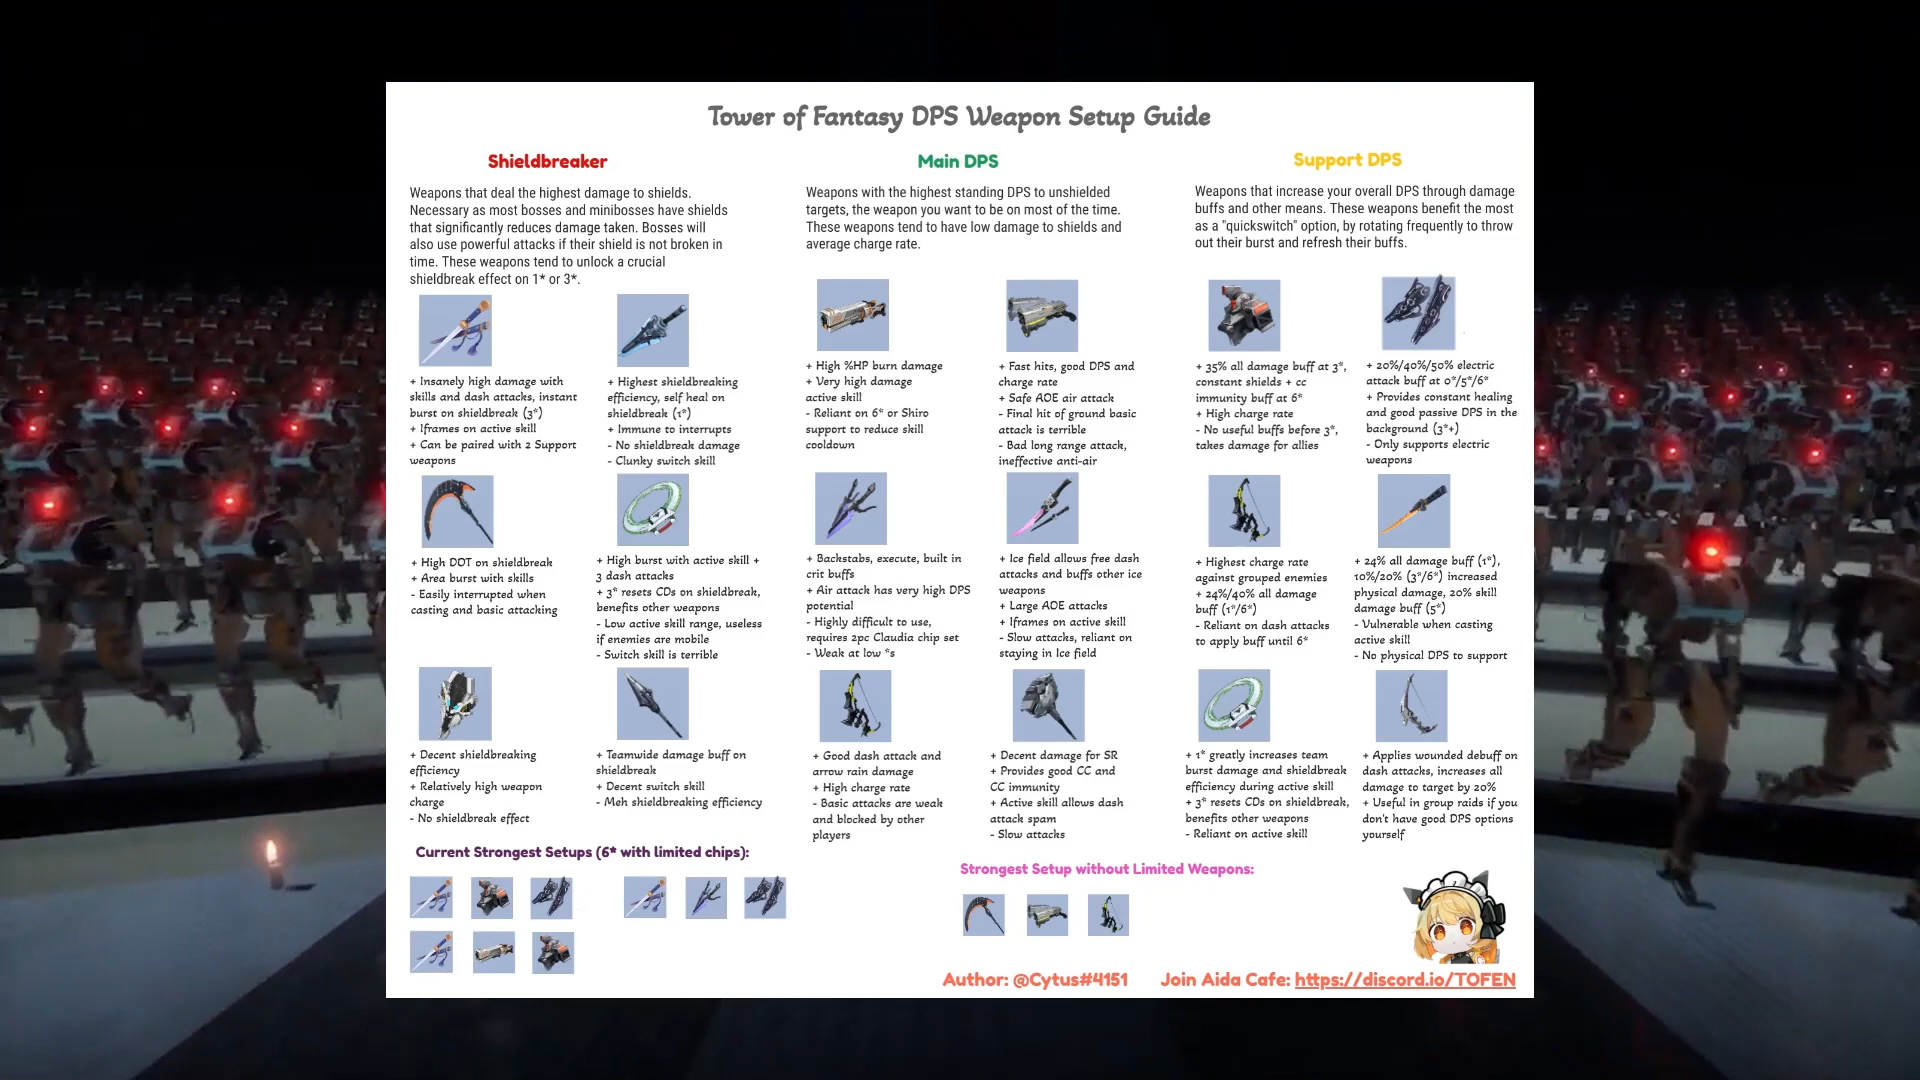 Tower of Fantasy DPS Weapon Setup Guide
Shieldbreaker
Weapons that deal the highest damage to shields.
Necessary as most bosses and minibosses have shields
that significantly reduces damage taken. Bosses will
also use powerful attacks if their shield is not broken in
time. These weapons tend to unlock a crucial
shieldbreak effect on 1* or 3*.
+ Insanely high damage with
skills and dash attacks, instant
burst on shieldbreak (3*)
+ Iframes on active skill
+ Can be paired with 2 Support
weapons
+ Highest shieldbreaking
efficiency, self heal on
shieldbreak (1*)
+ Immune to interrupts
- No shieldbreak damage
- Clunky switch skill
+ High DOT on shieldbreak
+ Area burst with skills
- Easily interrupted when
casting and basic attacking
+ High burst with active skill +
3 dash attacks
+ 3* resets CDs on shieldbreak,
benefits other weapons
- Low active skill range, useless
if enemies are mobile
- Switch skill is terrible
+ Decent shieldbreaking
efficiency
+ Relatively high weapon
charge
- No shieldbreak effect
+ Teamwide damage buff on
shieldbreak
+ Decent switch skill
- Meh shieldbreaking efficiency
Main DPS
Weapons with the highest standing DPS to unshielded
targets, the weapon you want to be on most of the time.
These weapons tend to have low damage to shields and
average charge rate.
+ High %HP burn damage
+ Very high damage
active skill
- Reliant on 6* or Shiro
support to reduce skill
cooldown
+ Fast hits, good DPS and
charge rate
+ Safe AOE air attack
- Final hit of ground basic
attack is terrible
- Bad long range attack,
ineffective anti-air
+ Backstabs, execute, built in
crit buffs
+ Air attack has very high DPS
potential
- Highly difficult to use,
requires 2pc Claudia chip set
- Weak at low *s
+ Ice field allows free dash
attacks and buffs other ice
weapons
+ Large AOE attacks
+ Iframes on active skill
- Slow attacks, reliant on
staying in Ice field
+ Good dash attack and
arrow rain damage
+ High charge rate
- Basic attacks are weak
and blocked by other
players
+ Decent damage for SR
+ Provides good CC and
CC immunity
+ Active skill allows dash
attack spam
- Slow attacks
Support DPS
Weapons that increase your overall DPS through damage
buffs and other means. These weapons benefit the most
as a "quickswitch" option, by rotating frequently to throw
out their burst and refresh their buffs.
+ 35% all damage buff at 3*,
constant shields + cc
immunity buff at 6*
+ High charge rate
- No useful buffs before 3*,
takes damage for allies
+ 20%/40%/50% electric
attack buff at 0*/5*/6*
+ Provides constant healing
and good passive DPS in the
background (3*+)
- Only supports electric
weapons
+ Highest charge rate
against grouped enemies
+ 24%/40% all damage
buff (1*/6*)
- Reliant on dash attacks
to apply buff until 6*
+ 24% all damage buff (1*),
10%/20% (3*/6*) increased
physical damage, 20% skill
damage buff (5*)
- Vulnerable when casting
active skill
- No physical DPS to support
+ 1* greatly increases team
burst damage and shieldbreak
efficiency during active skill
+ 3* resets CDs on shieldbreak,
benefits other weapons
- Reliant on active skill
+ Applies wounded debuff on
dash attacks, increases all
damage to target by 20%
+ Useful in group raids if you
don't have good DPS options
yourself
Current Strongest Setups (6* with limited chips):
Strongest Setup without Limited Weapons:
Author: @Cytus#4151
Join Aida Cafe: https://discord.io/TOFEN